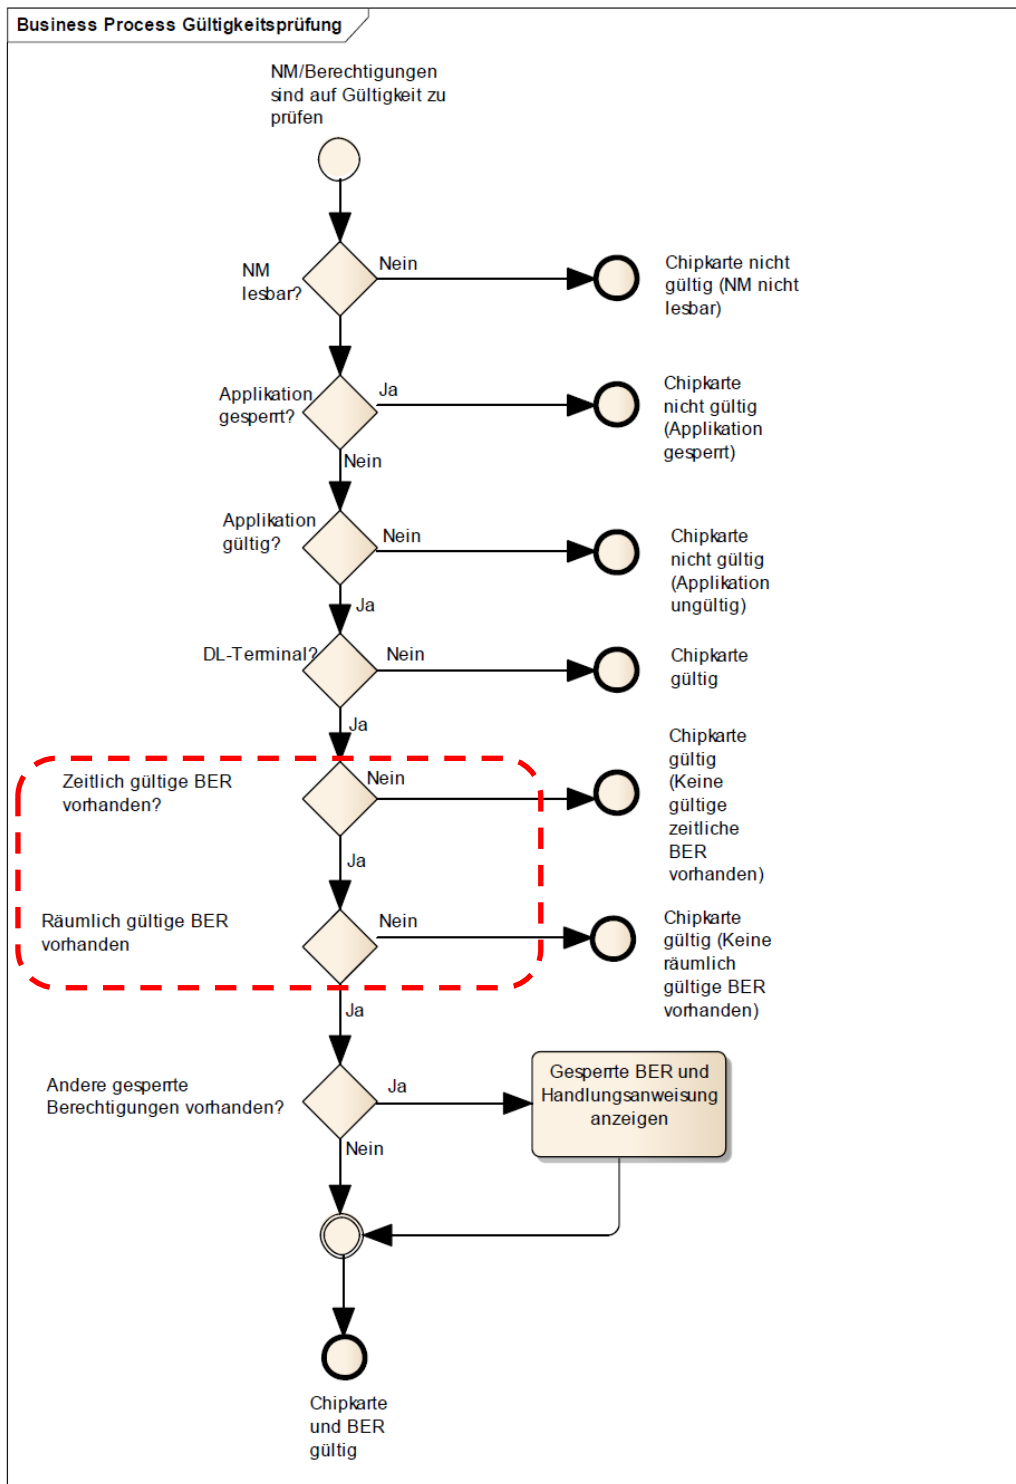 Business Process Gültigkeitsprüfung
NM/Berechtigungen
sind auf Gültigkeit zu
prüfen
NM
lesbar?
Nein
Chipkarte nicht
gültig (NM nicht
lesbar)
Applikation
gesperrt?
Ja
Chipkarte
nicht gültig
(Applikation
gesperrt)
Nein
Applikation
gültig?
Nein
Chipkarte
nicht gültig
(Applikation
ungültig)
Ja
DL-Terminal?
Nein
Chipkarte
gültig
Ja
Zeitlich gültige BER
vorhanden?
Nein
Chipkarte
gültig
(Keine
gültige
zeitliche
BER
vorhanden)
Ja
Räumlich gültige BER
vorhanden
Nein
Chipkarte
gültig (Keine
räumlich
gültige BER
vorhanden)
Ja
Andere gesperrte
Berechtigungen vorhanden?
Ja
Gesperrte BER und
Handlungsanweisung
anzeigen
Nein
Chipkarte
und BER
gültig